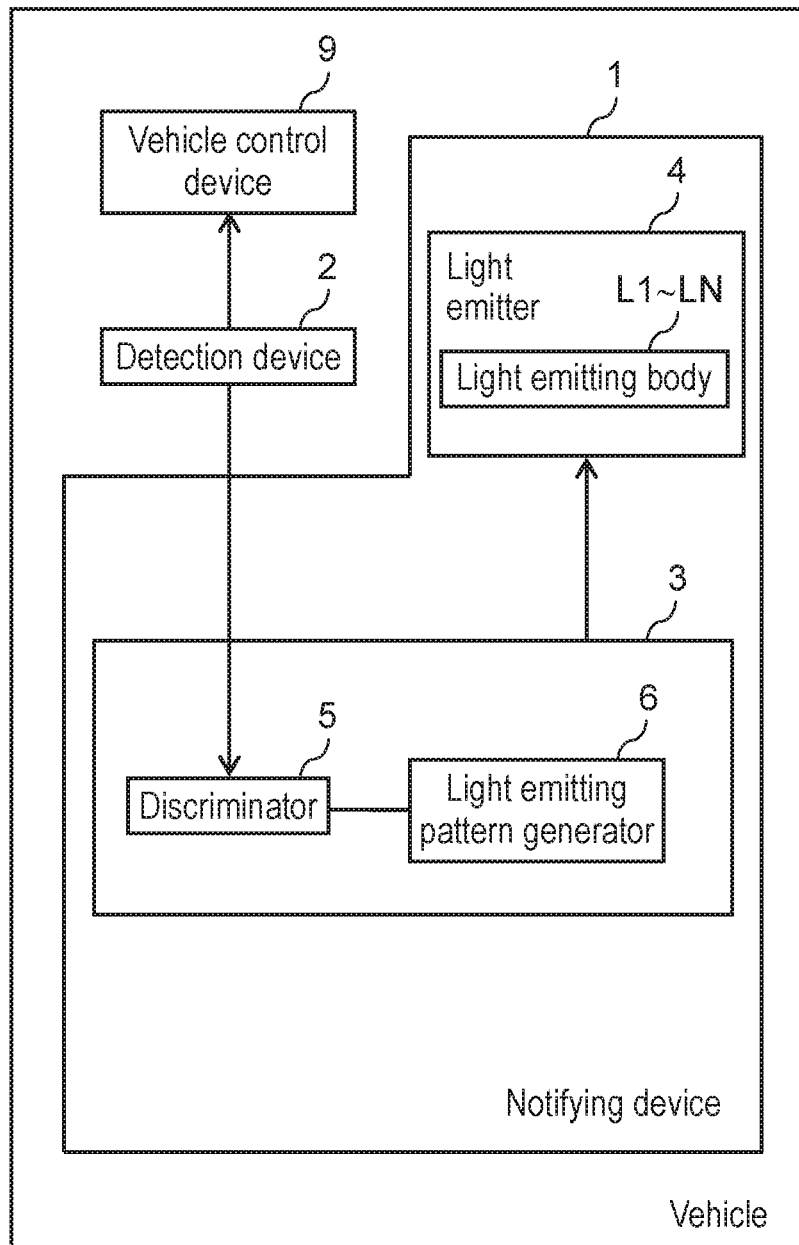 9
Vehicle control
device
1
4
Light
emitter
L1~LN
Light emitting body
2
Detection device
3
5
Discriminator
6
Light emitting
pattern generator
Notifying device
Vehicle